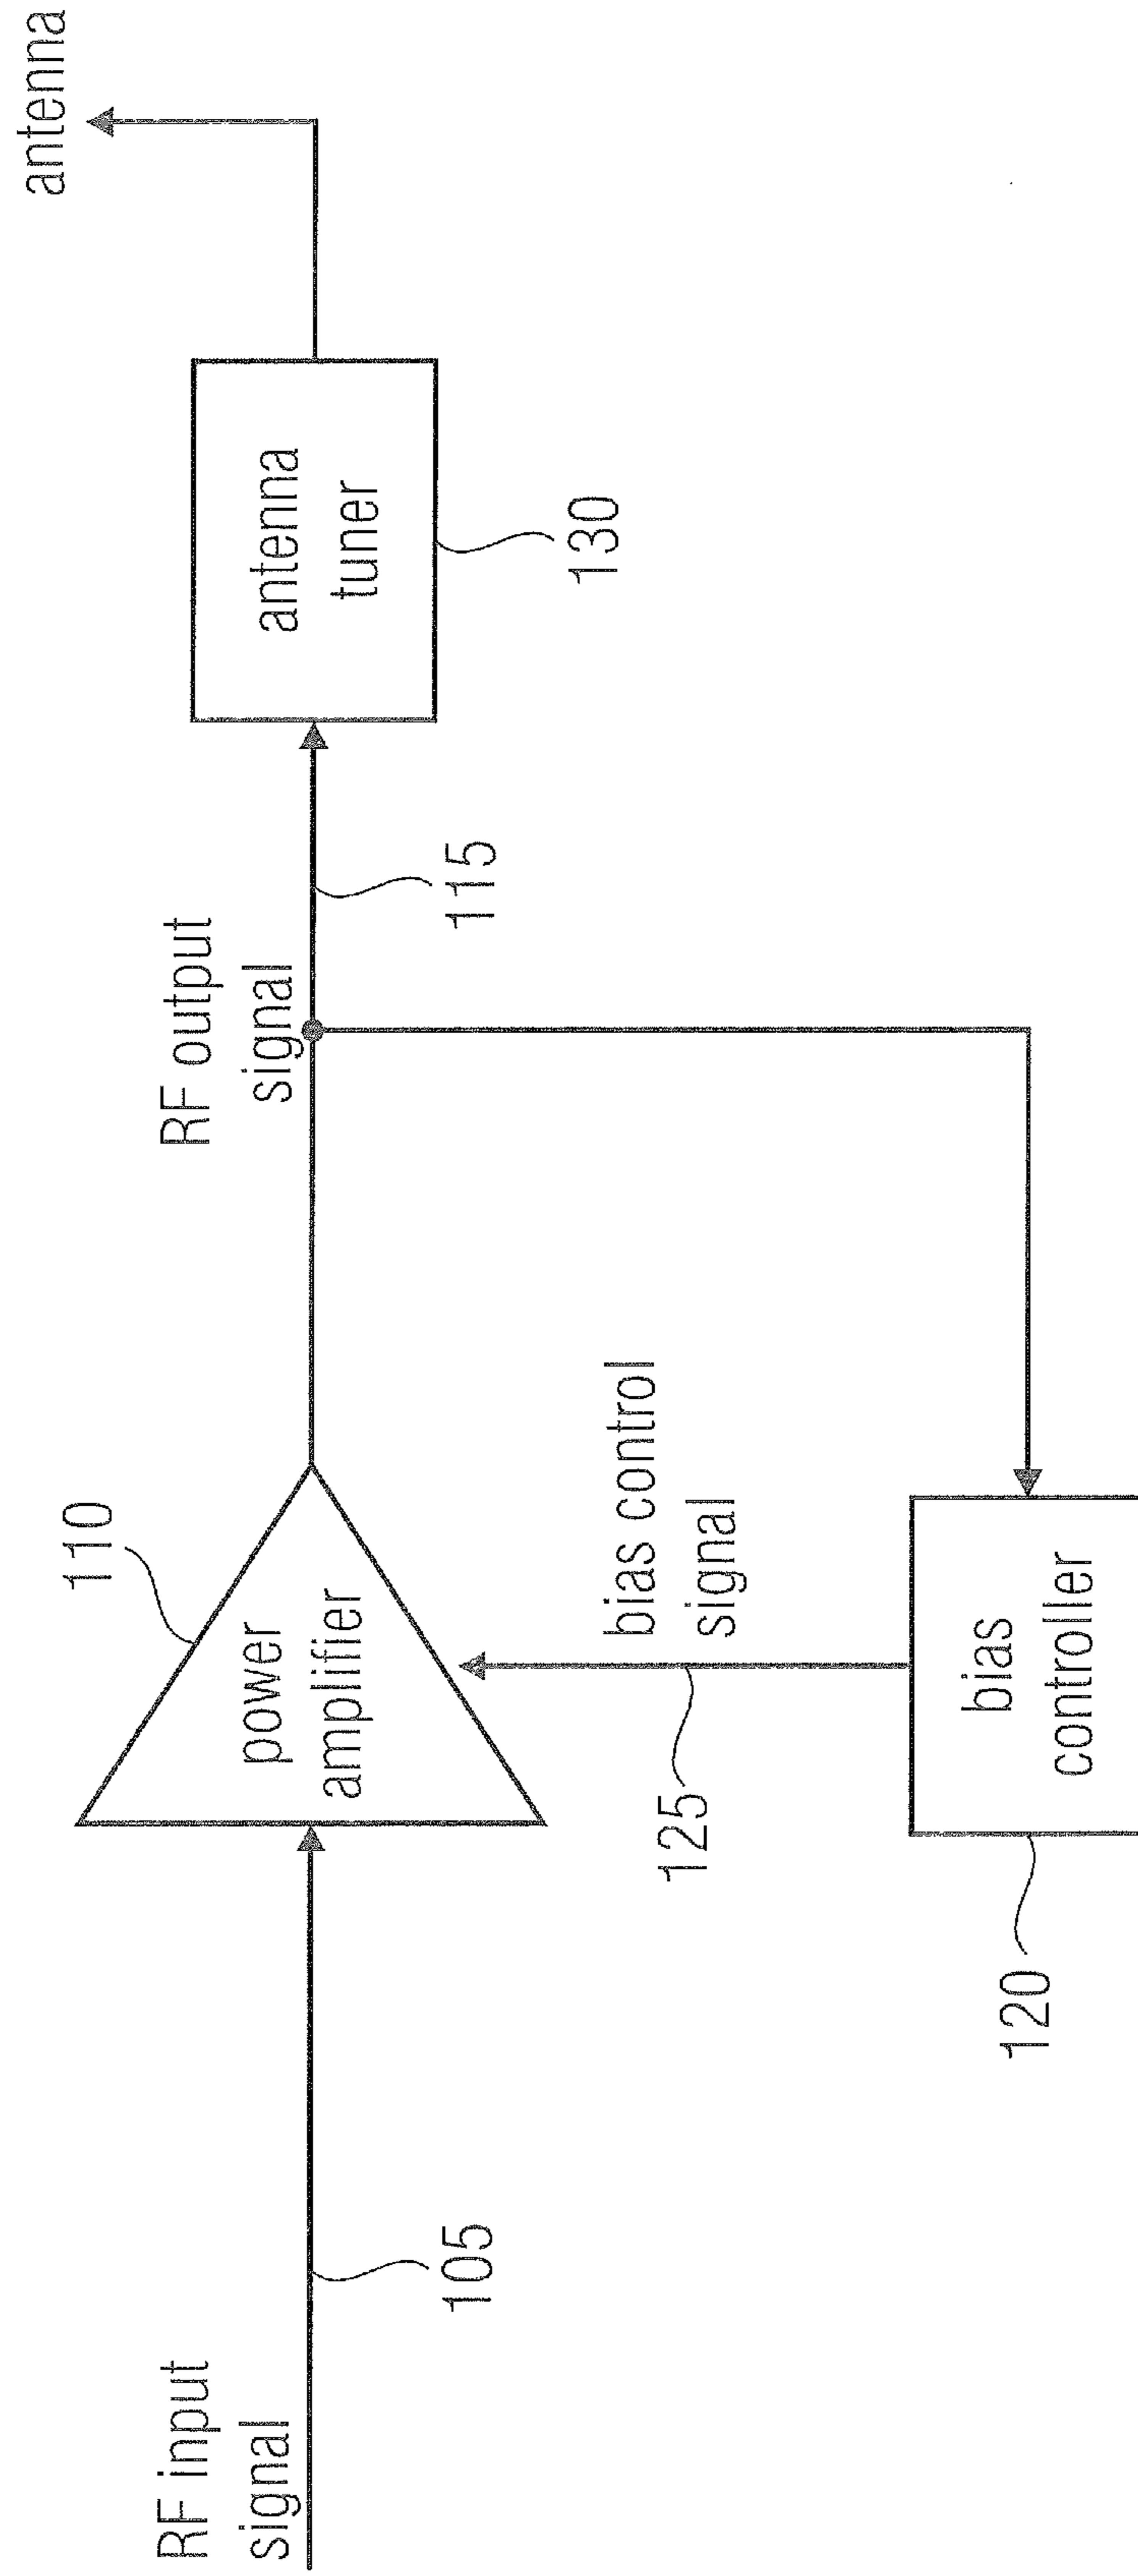 RF input
signal
105
110
power
amplifier
RF output
signal
115
antenna
tuner
130
antenna
bias control
signal
125
bias
controller
120